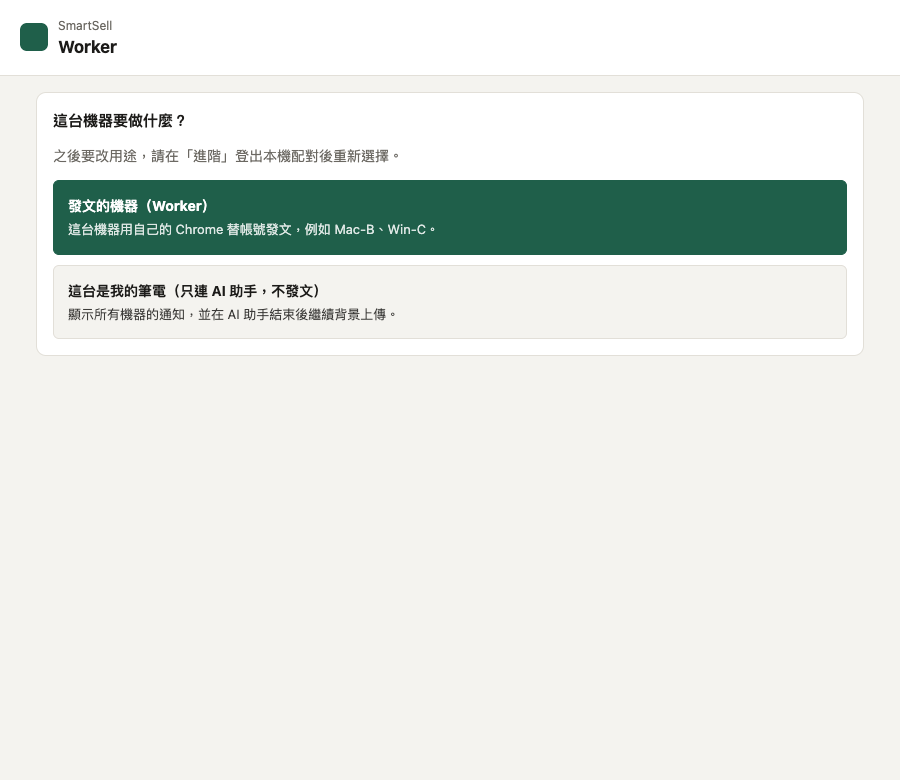 SmartSell
Worker
這台機器要做什麼？
之後要改用途，請在「進階」登出本機配對後重新選擇。
發文的機器（Worker）
這台機器用自己的 Chrome 替帳號發文，例如 Mac-B、Win-C。
這台是我的筆電（只連 AI 助手，不發文）
顯示所有機器的通知，並在 AI 助手結束後繼續背景上傳。